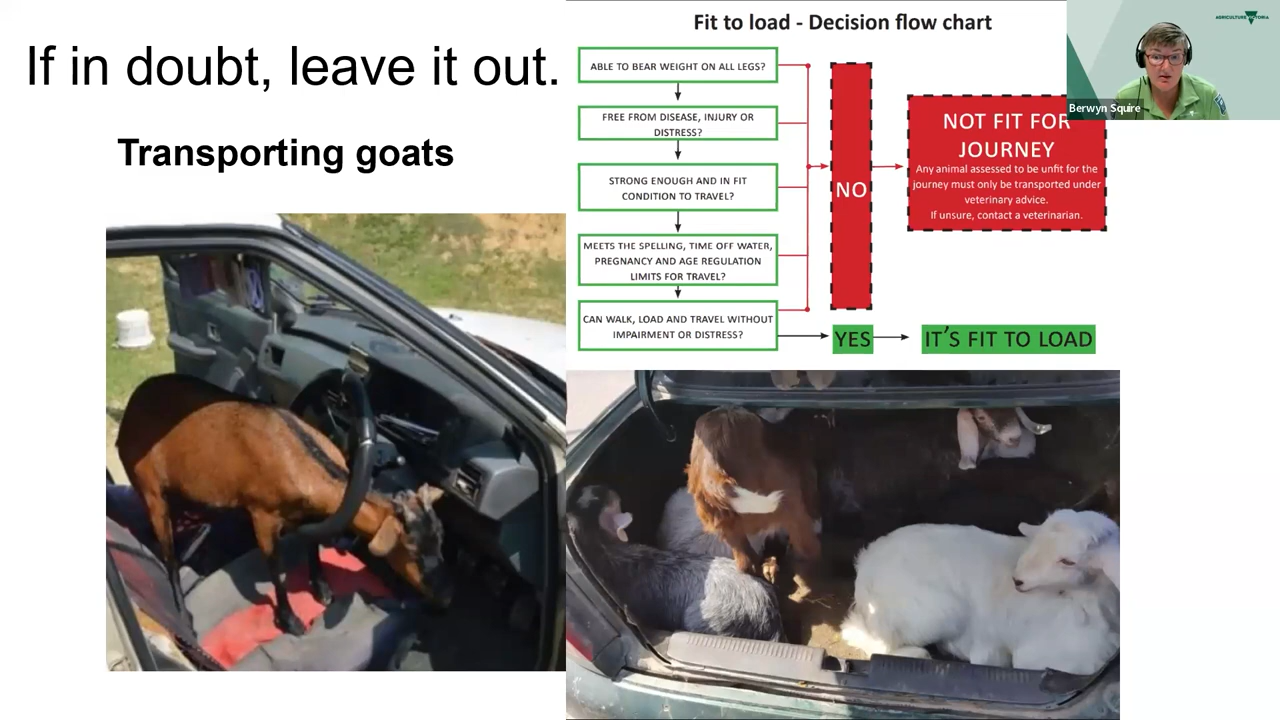 If in doubt, leave it out.
Transporting goats
Fit to load - Decision flow chart
ABLE TO BEAR WEIGHT ON ALL LEGS?
FREE FROM DISEASE, INJURY OR
DISTRESS?
STRONG ENOUGH AND IN FIT
CONDITION TO TRAVEL?
MEETS THE SPELLING, TIME OFF WATER,
PREGNANCY AND AGE REGULATION
LIMITS FOR TRAVEL?
CAN WALK, LOAD AND TRAVEL WITHOUT
IMPAIRMENT OR DISTRESS?
NO
YES
NOT FIT FOR
JOURNEY
Any animal assessed to be unfit for the
journey must only be transported under
veterinary advice.
If unsure, contact a veterinarian.
IT'S FIT TO LOAD
AGRICULTURE VICTORIA
Berwyn Squire